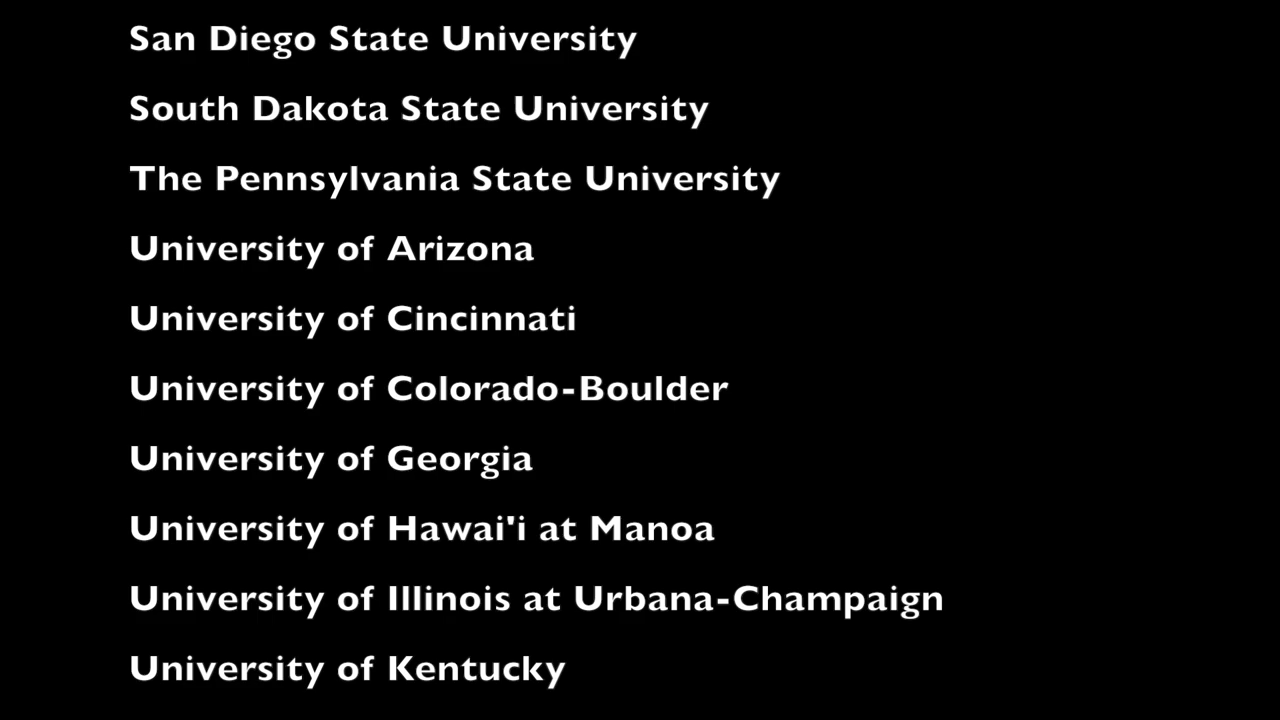 San Diego State University
South Dakota State University
The Pennsylvania State University
University of Arizona
University of Cincinnati
University of Colorado-Boulder
University of Georgia
University of Hawai'i at Manoa
University of Illinois at Urbana-Champaign
University of Kentucky